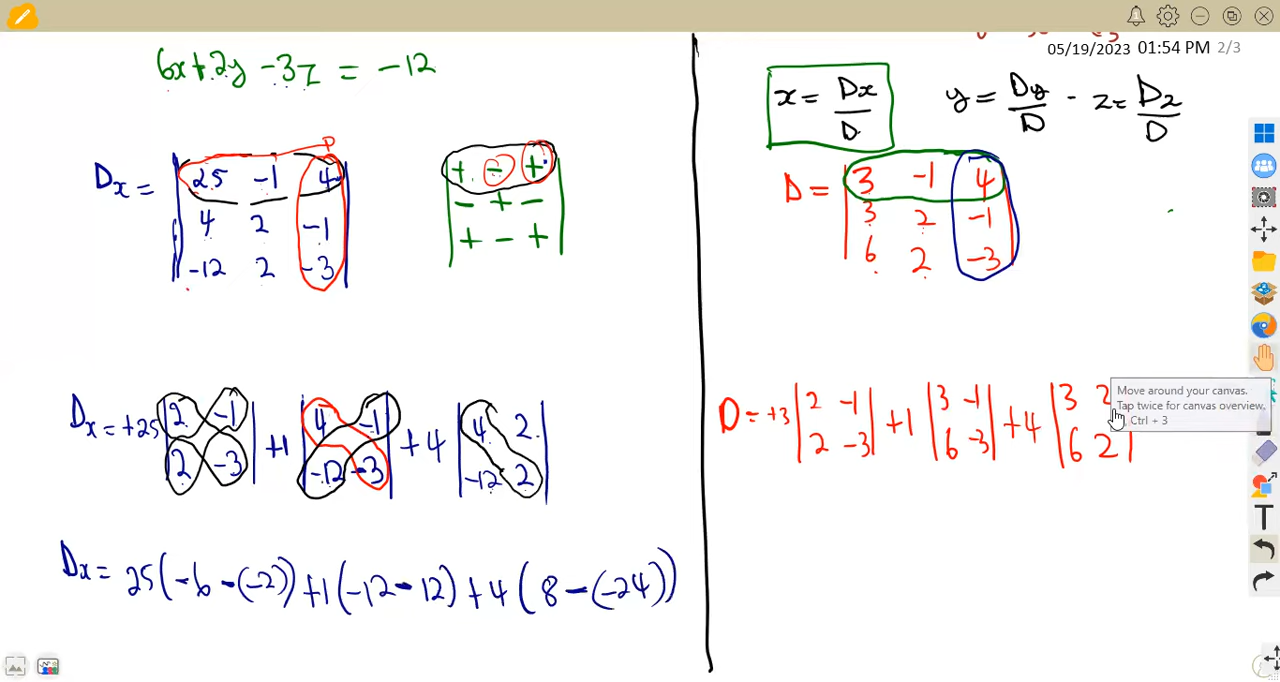 05/19/2023 01:54 PM 2/3
6x+2y -3z = -12
Dx = | 25 -1 4 |
| 4 2 -1 |
| -12 2 -3 |
| + - + |
| - + - |
| + - + |
Dx = +25 | 2 -1 | +1 | 4 -1 | +4 | 4 2 |
| 2 -3 | | -12 -3 | | -12 2 |
Dx = 25(-6 -(-2)) +1(-12 - 12) +4(8 - (-24))
x = Dx/D y = Dy/D - z = Dz/D
D = | 3 -1 4 |
| 3 2 -1 |
| 6 2 -3 |
D = +3 | 2 -1 | +1 | 3 -1 | +4 | 3 2
| 2 -3 | | 6 -3 | | 6 2 |
Move around your canvas.
Tap twice for canvas overview,
Ctrl + 3
T